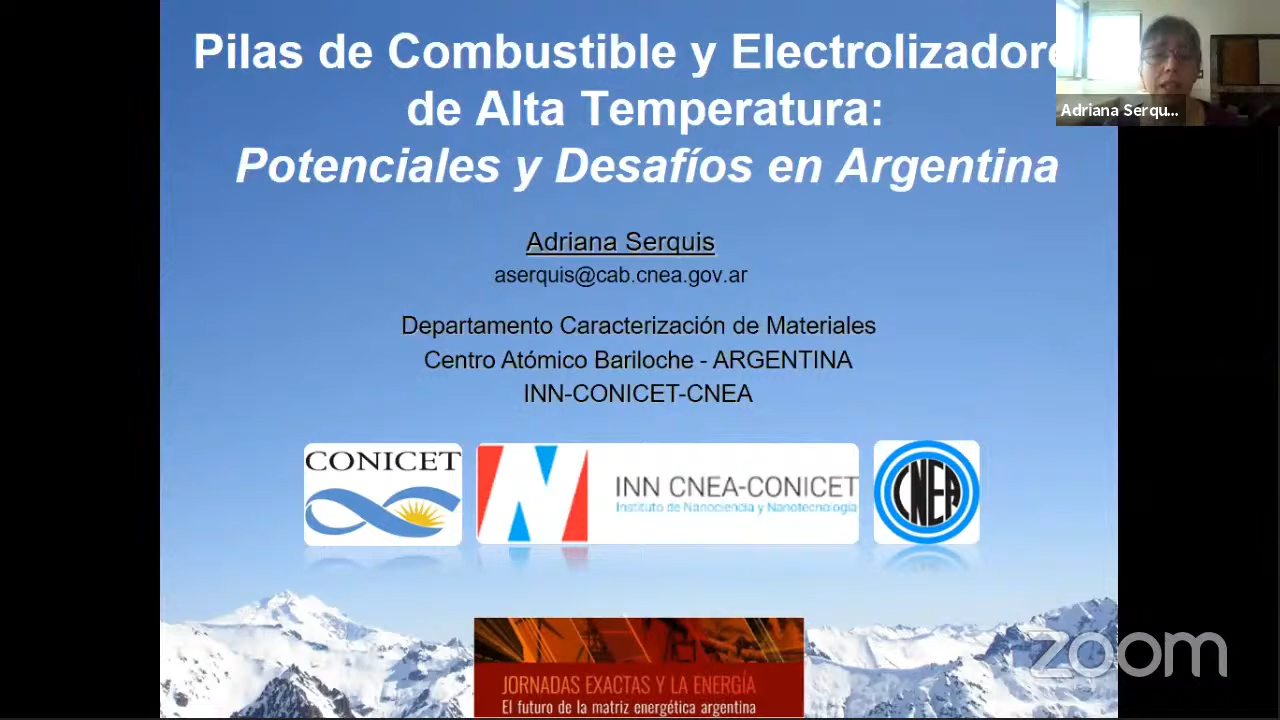 Pilas de Combustible y Electrolizadore
de Alta Temperatura:
Potenciales y Desafíos en Argentina
Adriana Serqu...
Adriana Serquis
aserquis@cab.cnea.gov.ar
Departamento Caracterización de Materiales
Centro Atómico Bariloche - ARGENTINA
INN-CONICET-CNEA
CONICET
INN CNEA-CONICET
Instituto de Nanociencia y Nanotecnología
CNEA
zoom
JORNADAS EXACTAS Y LA ENERGÍA
El futuro de la matriz energética argentina